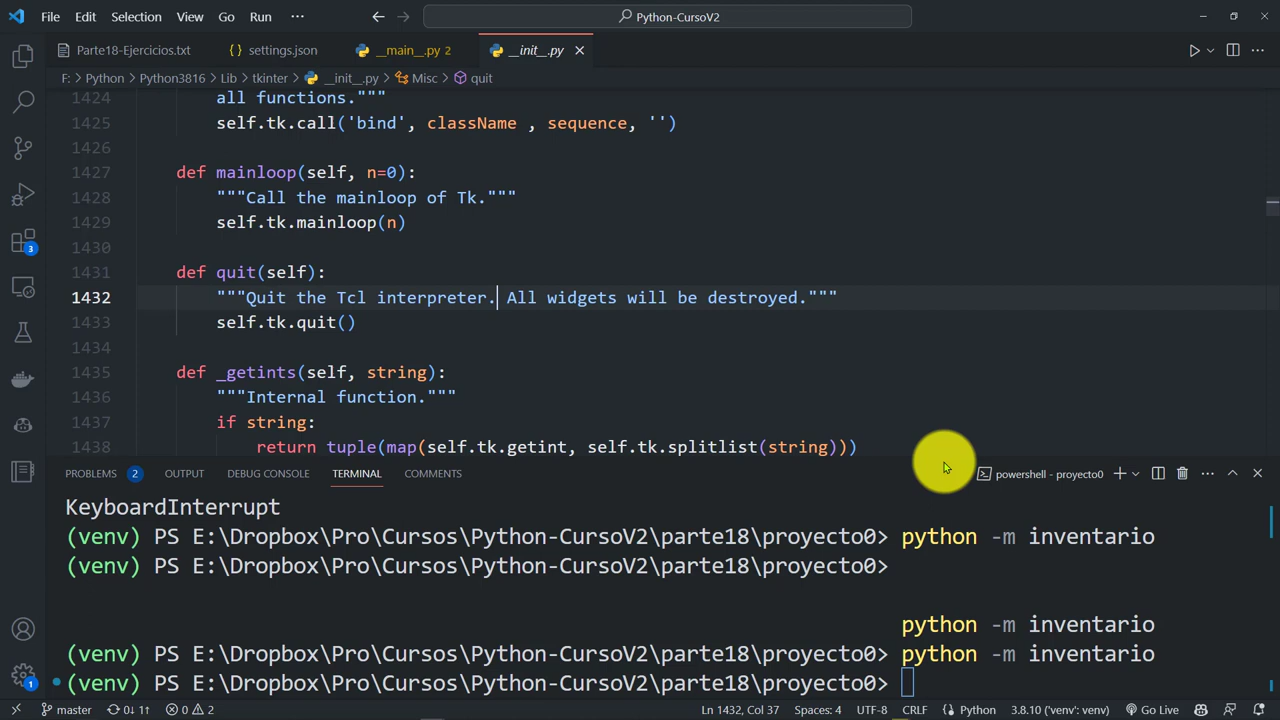 File Edit Selection View Go Run ··· Python-CursoV2
Parte18-Ejercicios.txt {} settings.json __main__.py 2 __init__.py
F: > Python > Python3816 > Lib > tkinter > __init__.py > Misc > quit
1424 all functions."""
1425 self.tk.call('bind', className , sequence, '')
1426
1427 def mainloop(self, n=0):
1428 """Call the mainloop of Tk."""
1429 self.tk.mainloop(n)
1430
1431 def quit(self):
1432 """Quit the Tcl interpreter. All widgets will be destroyed."""
1433 self.tk.quit()
1434
1435 def _getints(self, string):
1436 """Internal function."""
1437 if string:
1438 return tuple(map(self.tk.getint, self.tk.splitlist(string)))
3
PROBLEMS 2 OUTPUT DEBUG CONSOLE TERMINAL COMMENTS powershell - proyecto0
KeyboardInterrupt
(venv) PS E:\Dropbox\Pro\Cursos\Python-CursoV2\parte18\proyecto0> python -m inventario
(venv) PS E:\Dropbox\Pro\Cursos\Python-CursoV2\parte18\proyecto0>
python -m inventario
(venv) PS E:\Dropbox\Pro\Cursos\Python-CursoV2\parte18\proyecto0> python -m inventario
(venv) PS E:\Dropbox\Pro\Cursos\Python-CursoV2\parte18\proyecto0>
1
master 0↓ 1↑ 0 2 Ln 1432, Col 37 Spaces: 4 UTF-8 CRLF {} Python 3.8.10 ('venv': venv) Go Live